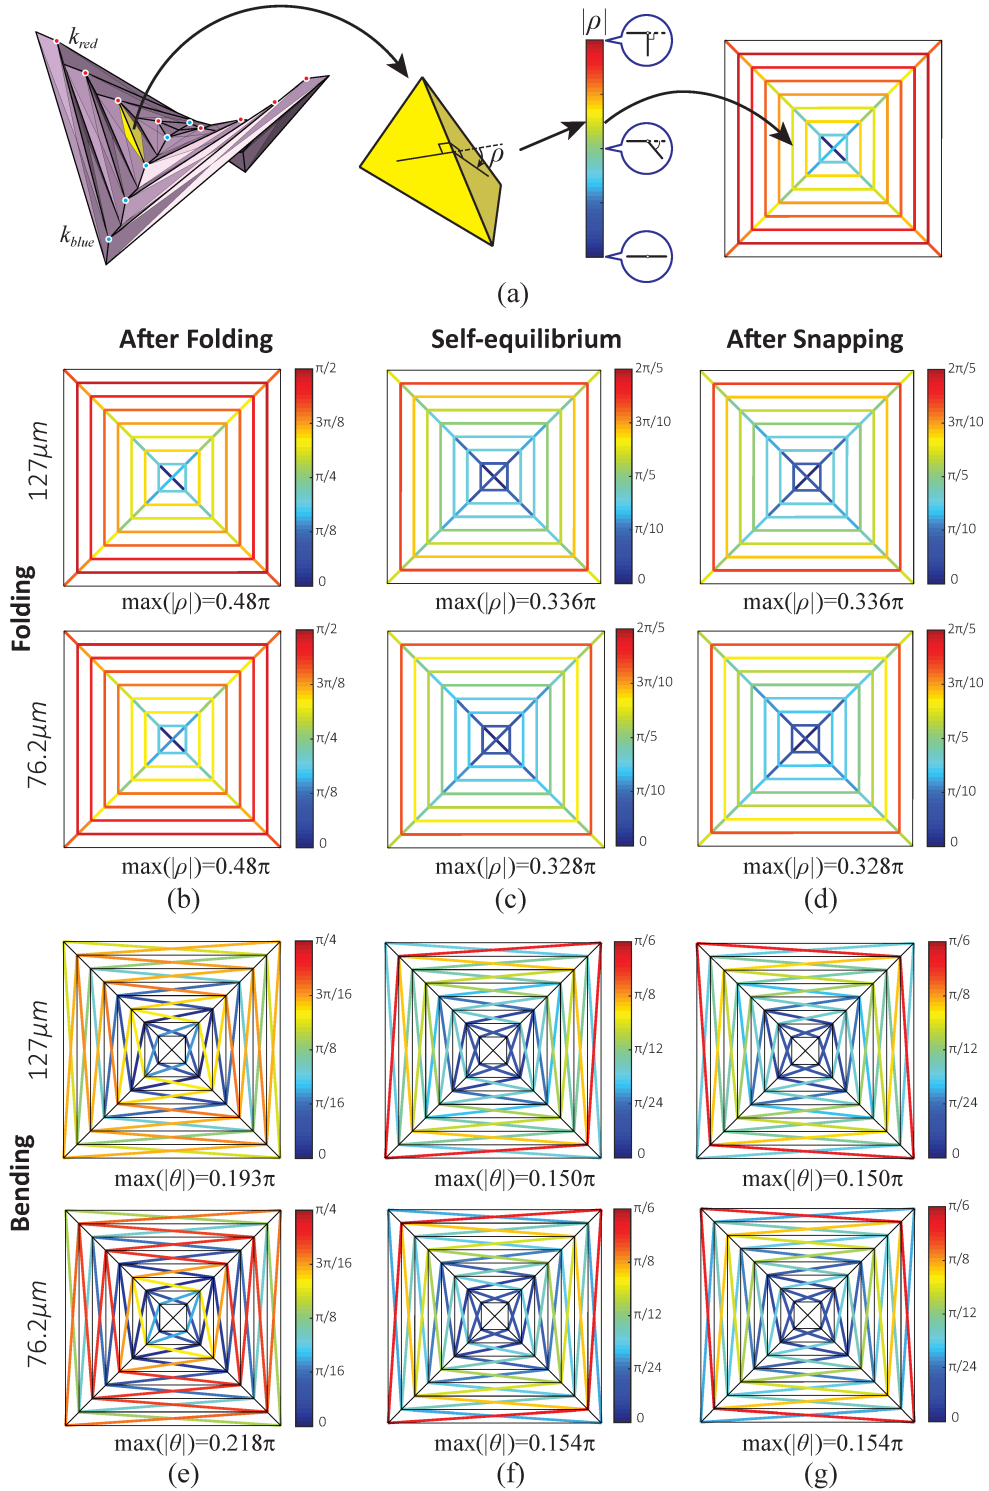 k_red
k_blue
ρ
|ρ|
(a)
After Folding
Self-equilibrium
After Snapping
Folding
127μm
π/2
3π/8
π/4
π/8
0
max(|ρ|)=0.48π
2π/5
3π/10
π/5
π/10
0
max(|ρ|)=0.336π
2π/5
3π/10
π/5
π/10
0
max(|ρ|)=0.336π
76.2μm
π/2
3π/8
π/4
π/8
0
max(|ρ|)=0.48π
2π/5
3π/10
π/5
π/10
0
max(|ρ|)=0.328π
2π/5
3π/10
π/5
π/10
0
max(|ρ|)=0.328π
(b)
(c)
(d)
Bending
127μm
π/4
3π/16
π/8
π/16
0
max(|θ|)=0.193π
π/6
π/8
π/12
π/24
0
max(|θ|)=0.150π
π/6
π/8
π/12
π/24
0
max(|θ|)=0.150π
76.2μm
π/4
3π/16
π/8
π/16
0
max(|θ|)=0.218π
π/6
π/8
π/12
π/24
0
max(|θ|)=0.154π
π/6
π/8
π/12
π/24
0
max(|θ|)=0.154π
(e)
(f)
(g)